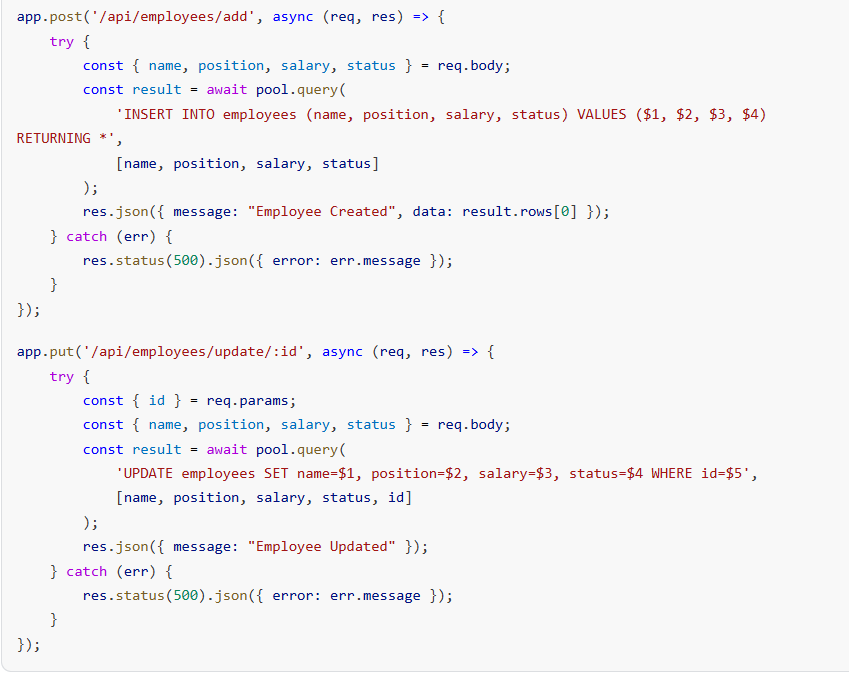 app.post('/api/employees/add', async (req, res) => {
    try {
        const { name, position, salary, status } = req.body;
        const result = await pool.query(
            'INSERT INTO employees (name, position, salary, status) VALUES ($1, $2, $3, $4)
RETURNING *',
            [name, position, salary, status]
        );
        res.json({ message: "Employee Created", data: result.rows[0] });
    } catch (err) {
        res.status(500).json({ error: err.message });
    }
});
app.put('/api/employees/update/:id', async (req, res) => {
    try {
        const { id } = req.params;
        const { name, position, salary, status } = req.body;
        const result = await pool.query(
            'UPDATE employees SET name=$1, position=$2, salary=$3, status=$4 WHERE id=$5',
            [name, position, salary, status, id]
        );
        res.json({ message: "Employee Updated" });
    } catch (err) {
        res.status(500).json({ error: err.message });
    }
});